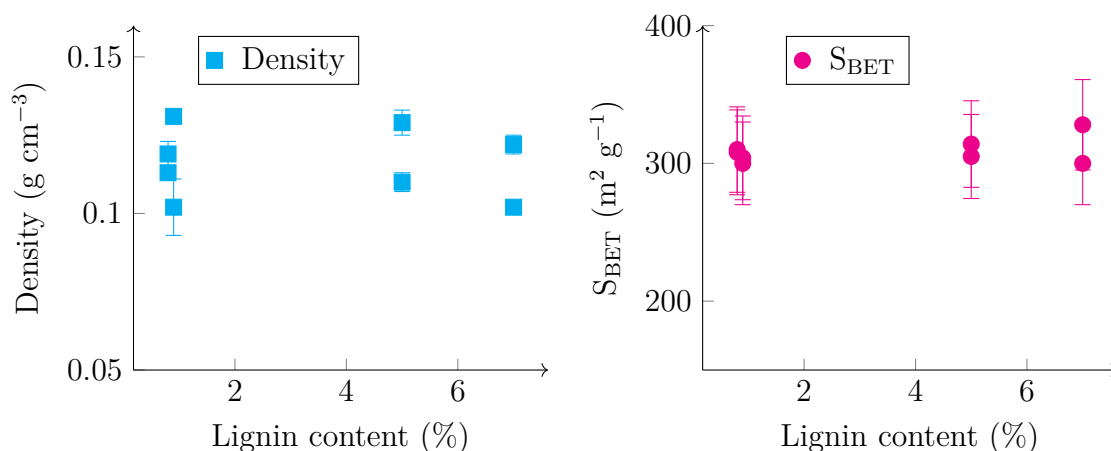 0.15
0.1
0.05
Density (g cm⁻³)
Density
2 4 6
Lignin content (%)
400
300
200
S_BET (m² g⁻¹)
S_BET
2 4 6
Lignin content (%)